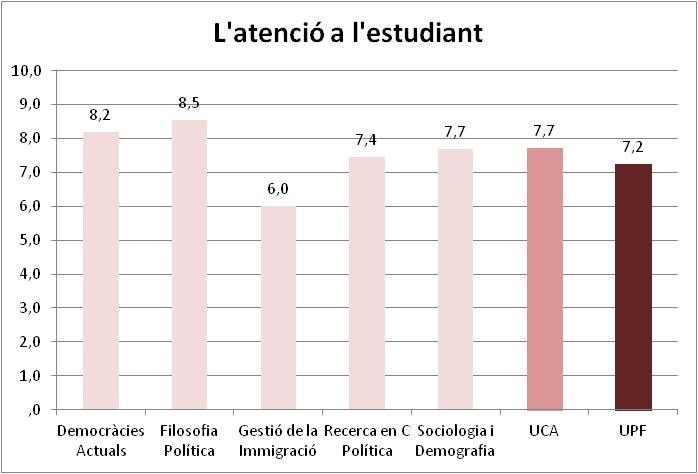 L'atenció a l'estudiant
10,0
9,0
8,0
7,0
6,0
5,0
4,0
3,0
2,0
1,0
,0
8,2
8,5
6,0
7,4
7,7
7,7
7,2
Democràcies
Actuals
Filosofia
Política
Gestió de la
Immigració
Recerca en C
Política
Sociologia i
Demografia
UCA
UPF